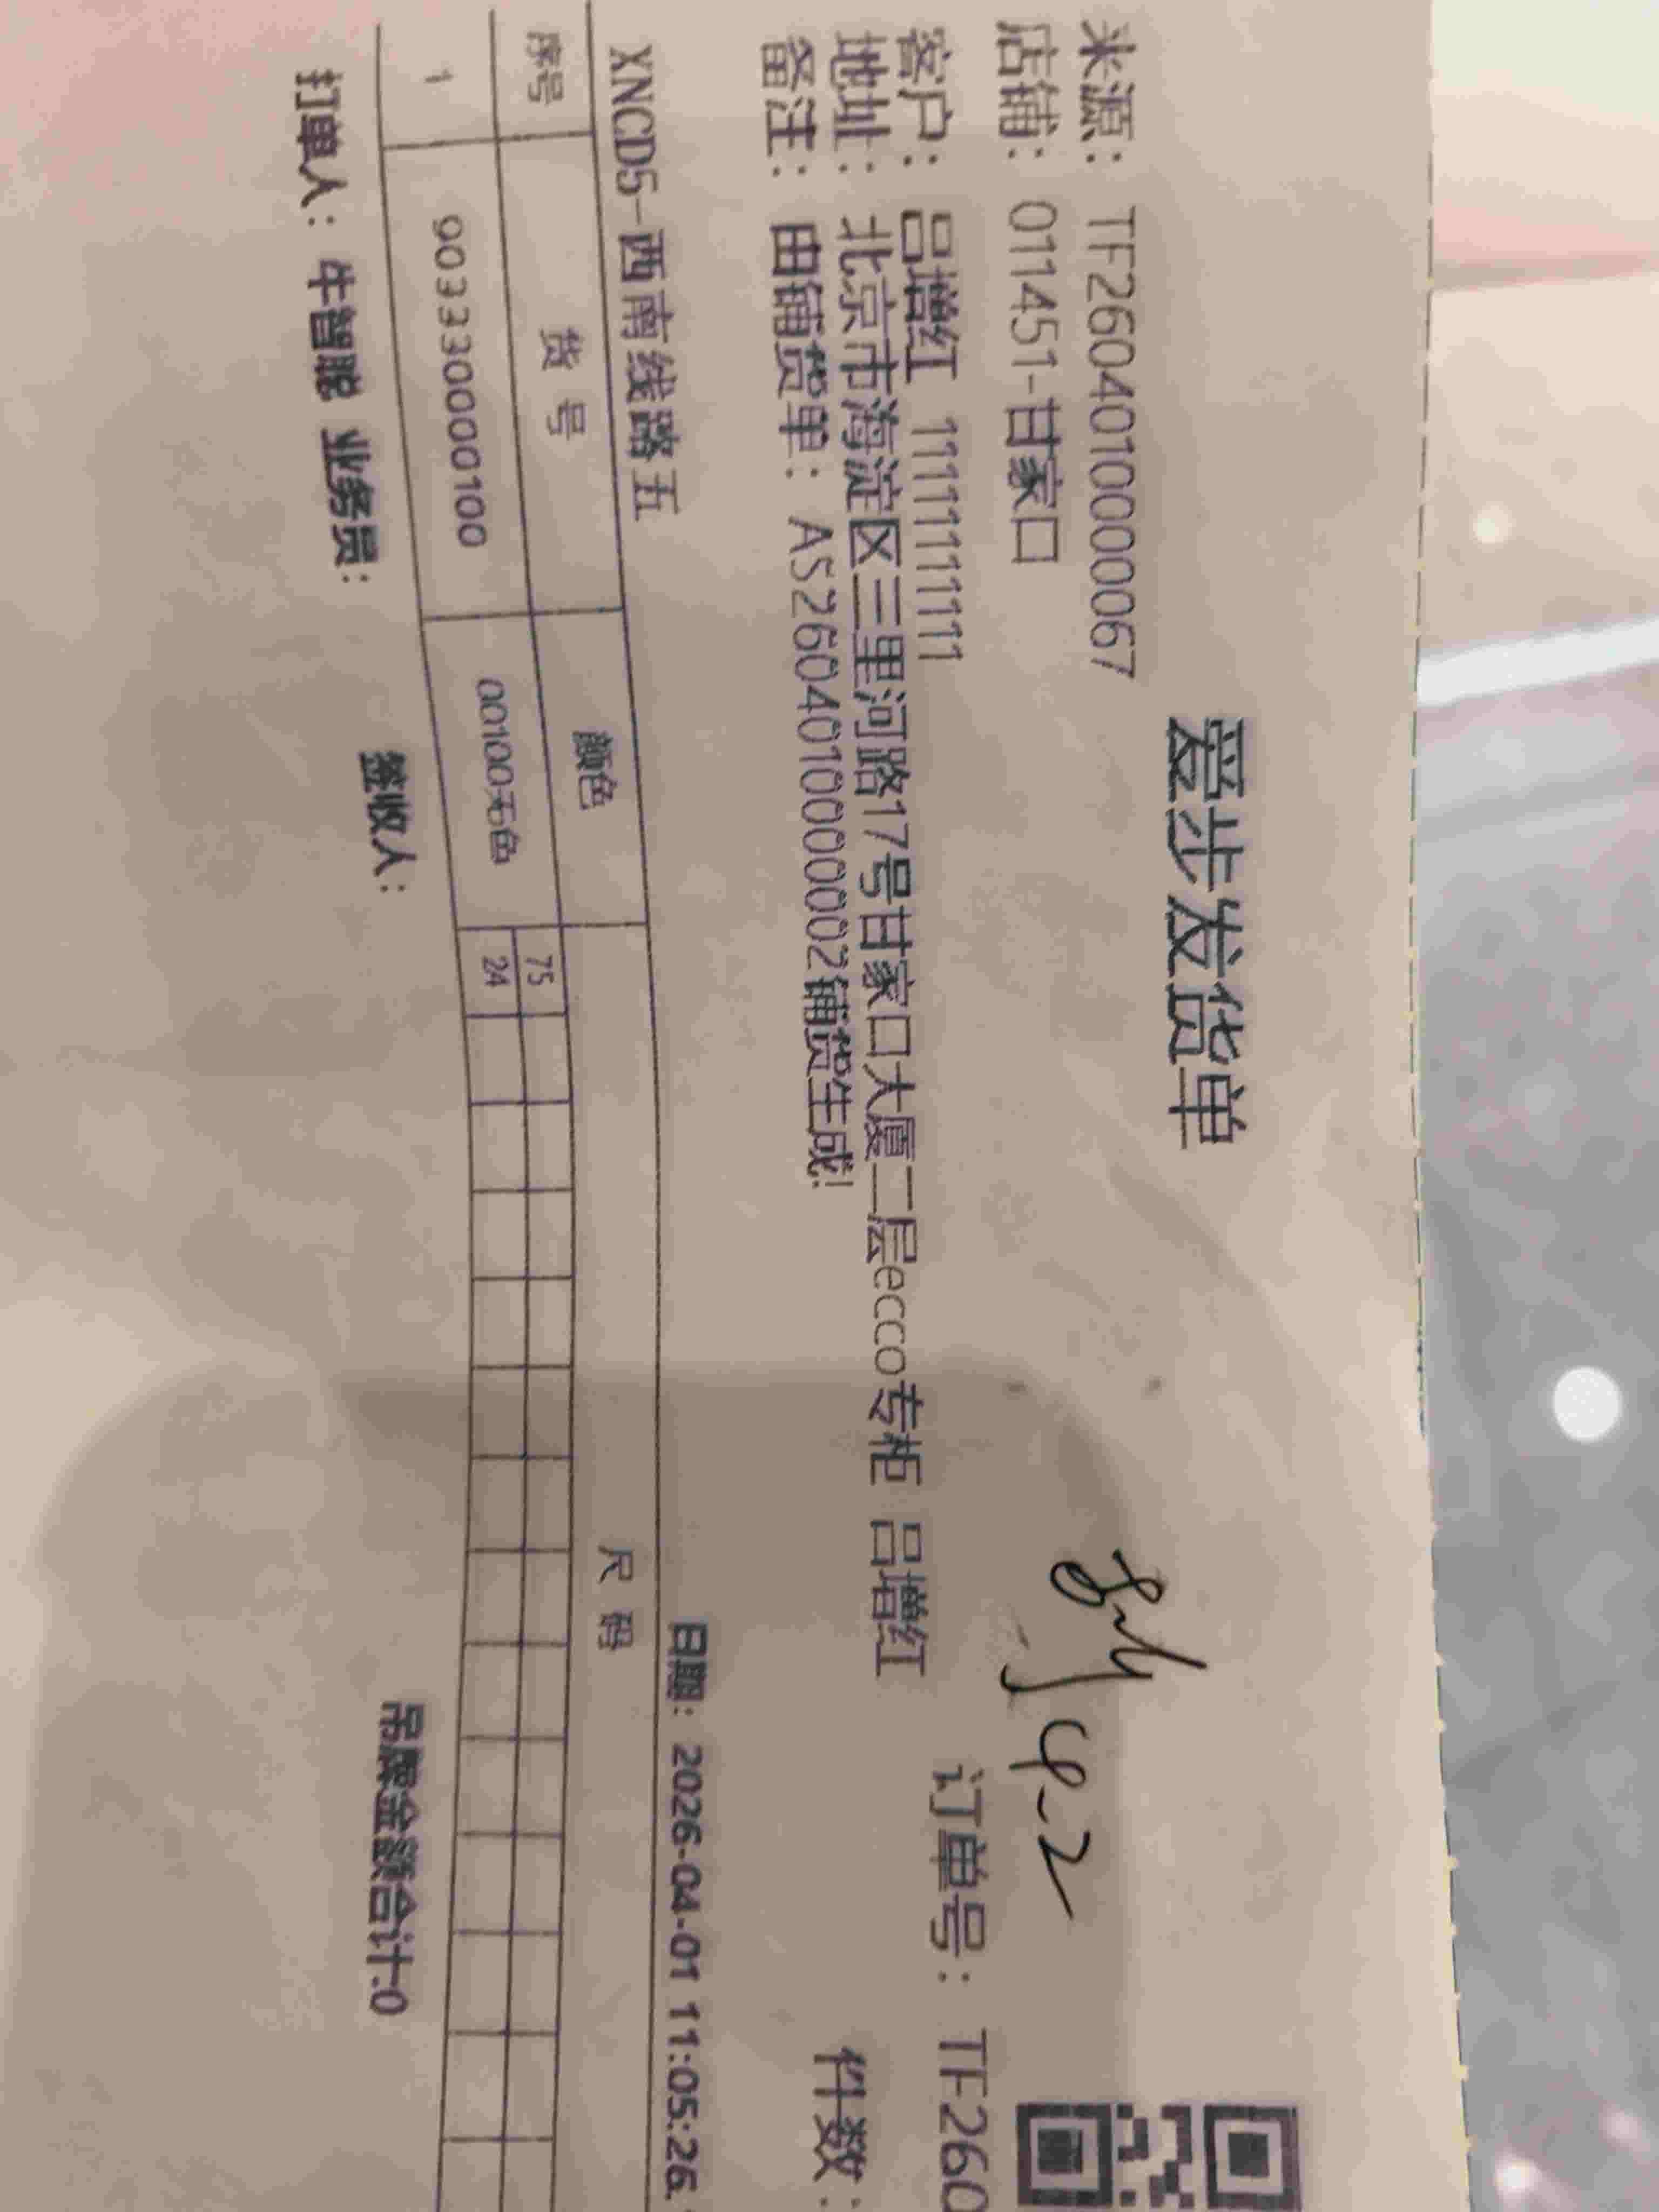 爱步发货单
来源：TF26040100000067
店铺：011451-甘家口
4-2
订单号：TF260
客户：吕增红 11111111111
地址：北京市海淀区三里河路17号甘家口大厦二层ecco专柜 吕增红
件数：
备注：由铺货单：AS26040100000002铺货生成!
XNCD5-西南线路五
日期：2026-04-01 11:05:26.
序号 货号 颜色 尺码
75
1 903330000100 00100无色 24
打单人：牛智聪 业务员： 签收人： 吊牌金额合计:0